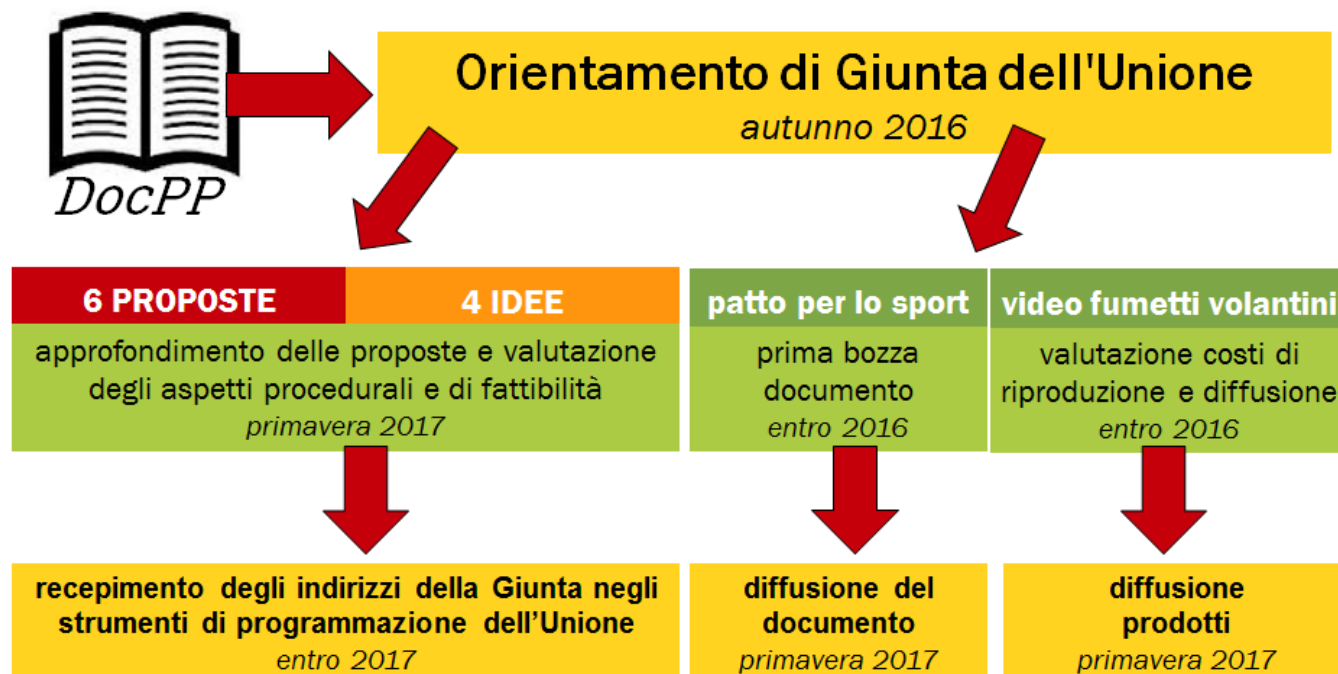 DocPP
Orientamento di Giunta dell'Unione
autunno 2016
6 PROPOSTE
4 IDEE
approfondimento delle proposte e valutazione
degli aspetti procedurali e di fattibilità
primavera 2017
patto per lo sport
prima bozza
documento
entro 2016
video fumetti volantini
valutazione costi di
riproduzione e diffusione
entro 2016
recepimento degli indirizzi della Giunta negli
strumenti di programmazione dell’Unione
entro 2017
diffusione del
documento
primavera 2017
diffusione
prodotti
primavera 2017